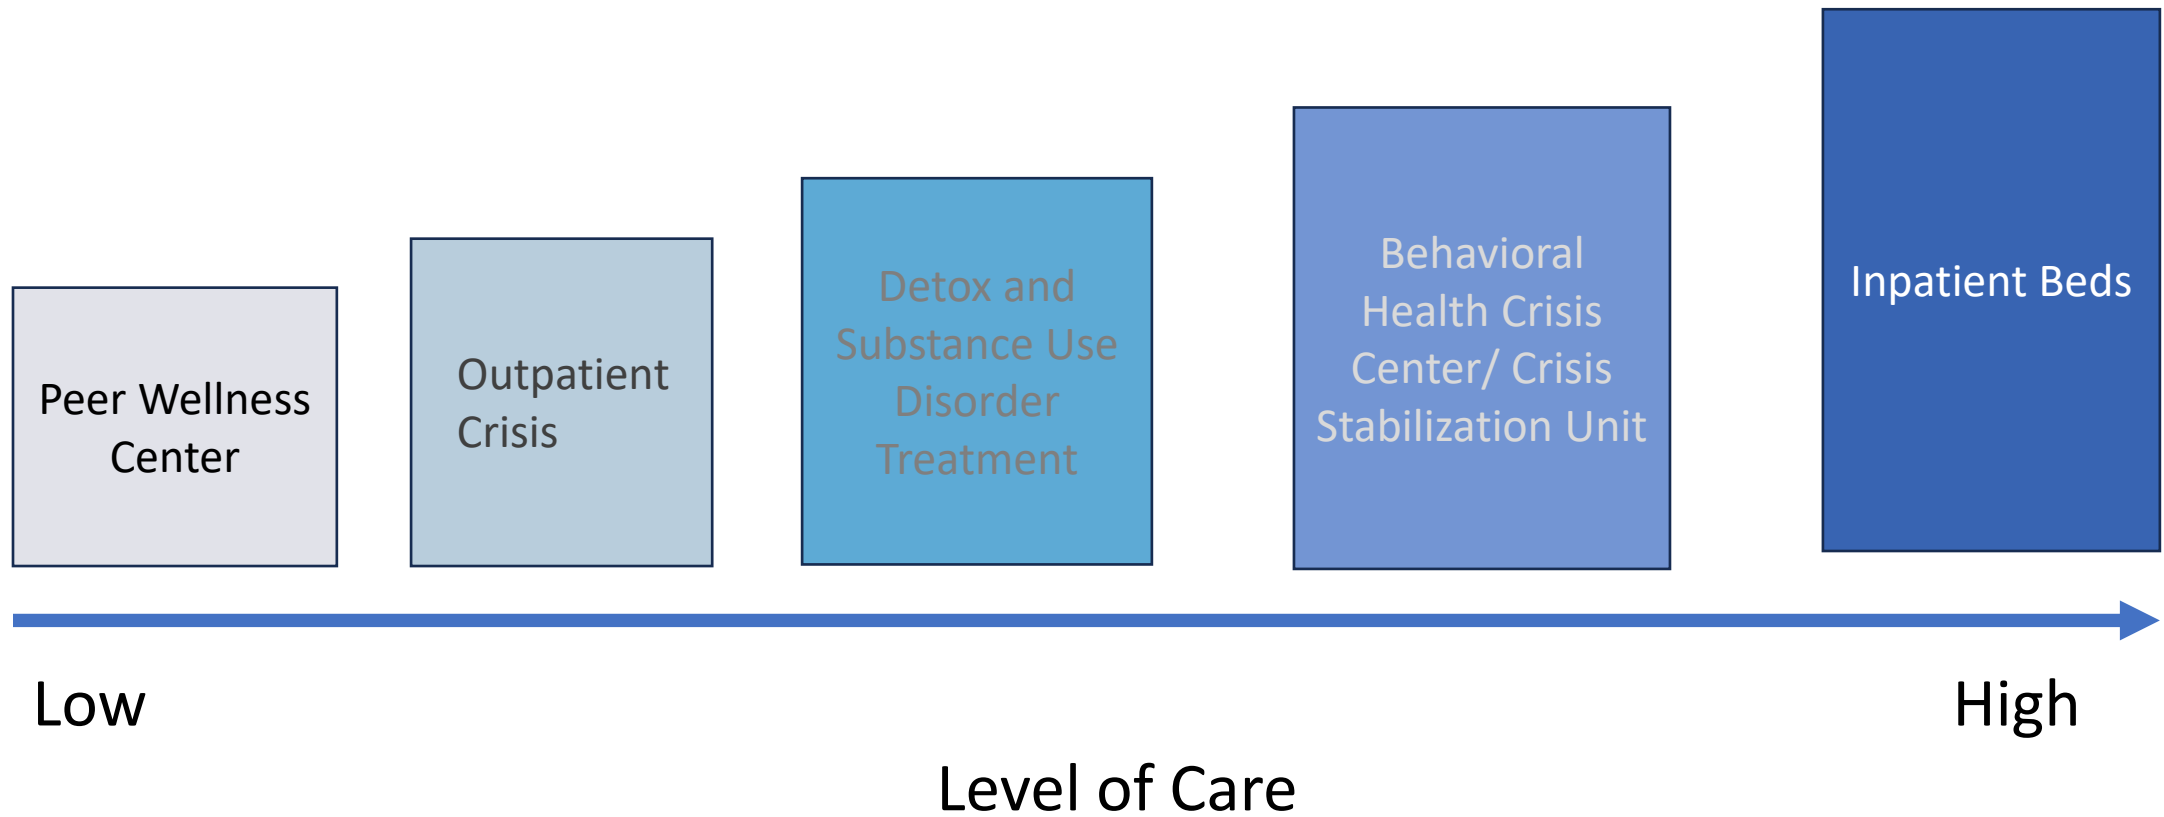 Peer Wellness
Center
Outpatient
Crisis
Detox and
Substance Use
Disorder
Treatment
Behavioral
Health Crisis
Center/ Crisis
Stabilization Unit
Inpatient Beds
Low
High
Level of Care